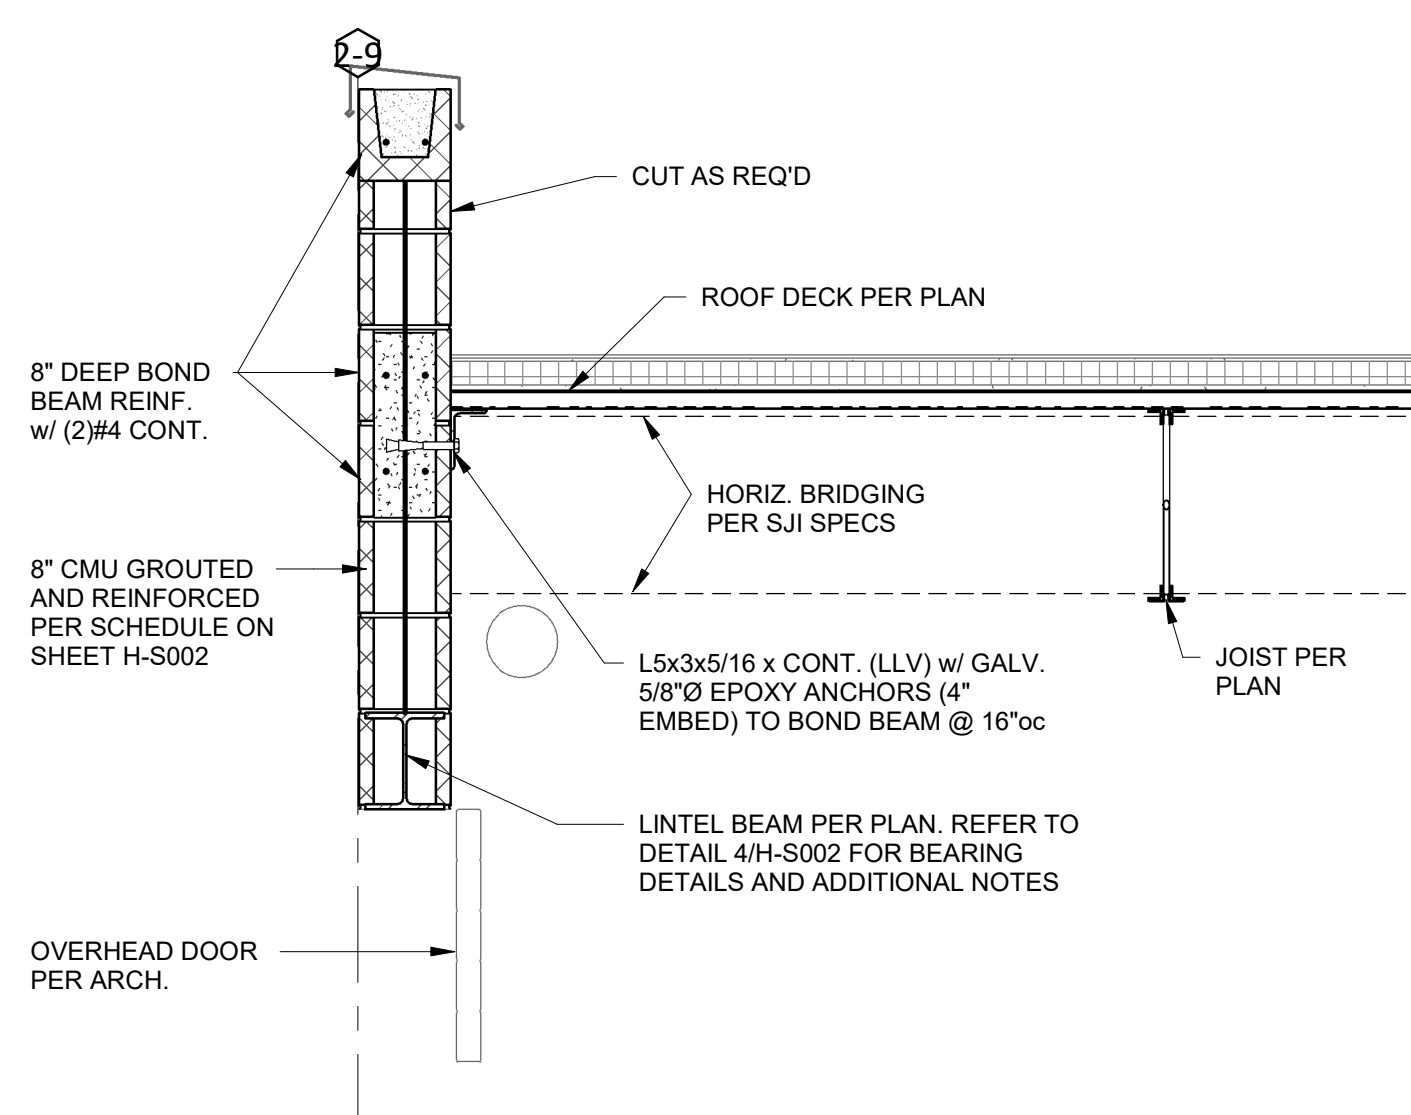 2-9
CUT AS REQ'D
ROOF DECK PER PLAN
8" DEEP BOND
BEAM REINF.
w/ (2)#4 CONT.
HORIZ. BRIDGING
PER SJI SPECS
8" CMU GROUTED
AND REINFORCED
PER SCHEDULE ON
SHEET H-S002
L5x3x5/16 x CONT. (LLV) w/ GALV.
5/8"Ø EPOXY ANCHORS (4"
EMBED) TO BOND BEAM @ 16"oc
JOIST PER
PLAN
LINTEL BEAM PER PLAN. REFER TO
DETAIL 4/H-S002 FOR BEARING
DETAILS AND ADDITIONAL NOTES
OVERHEAD DOOR
PER ARCH.